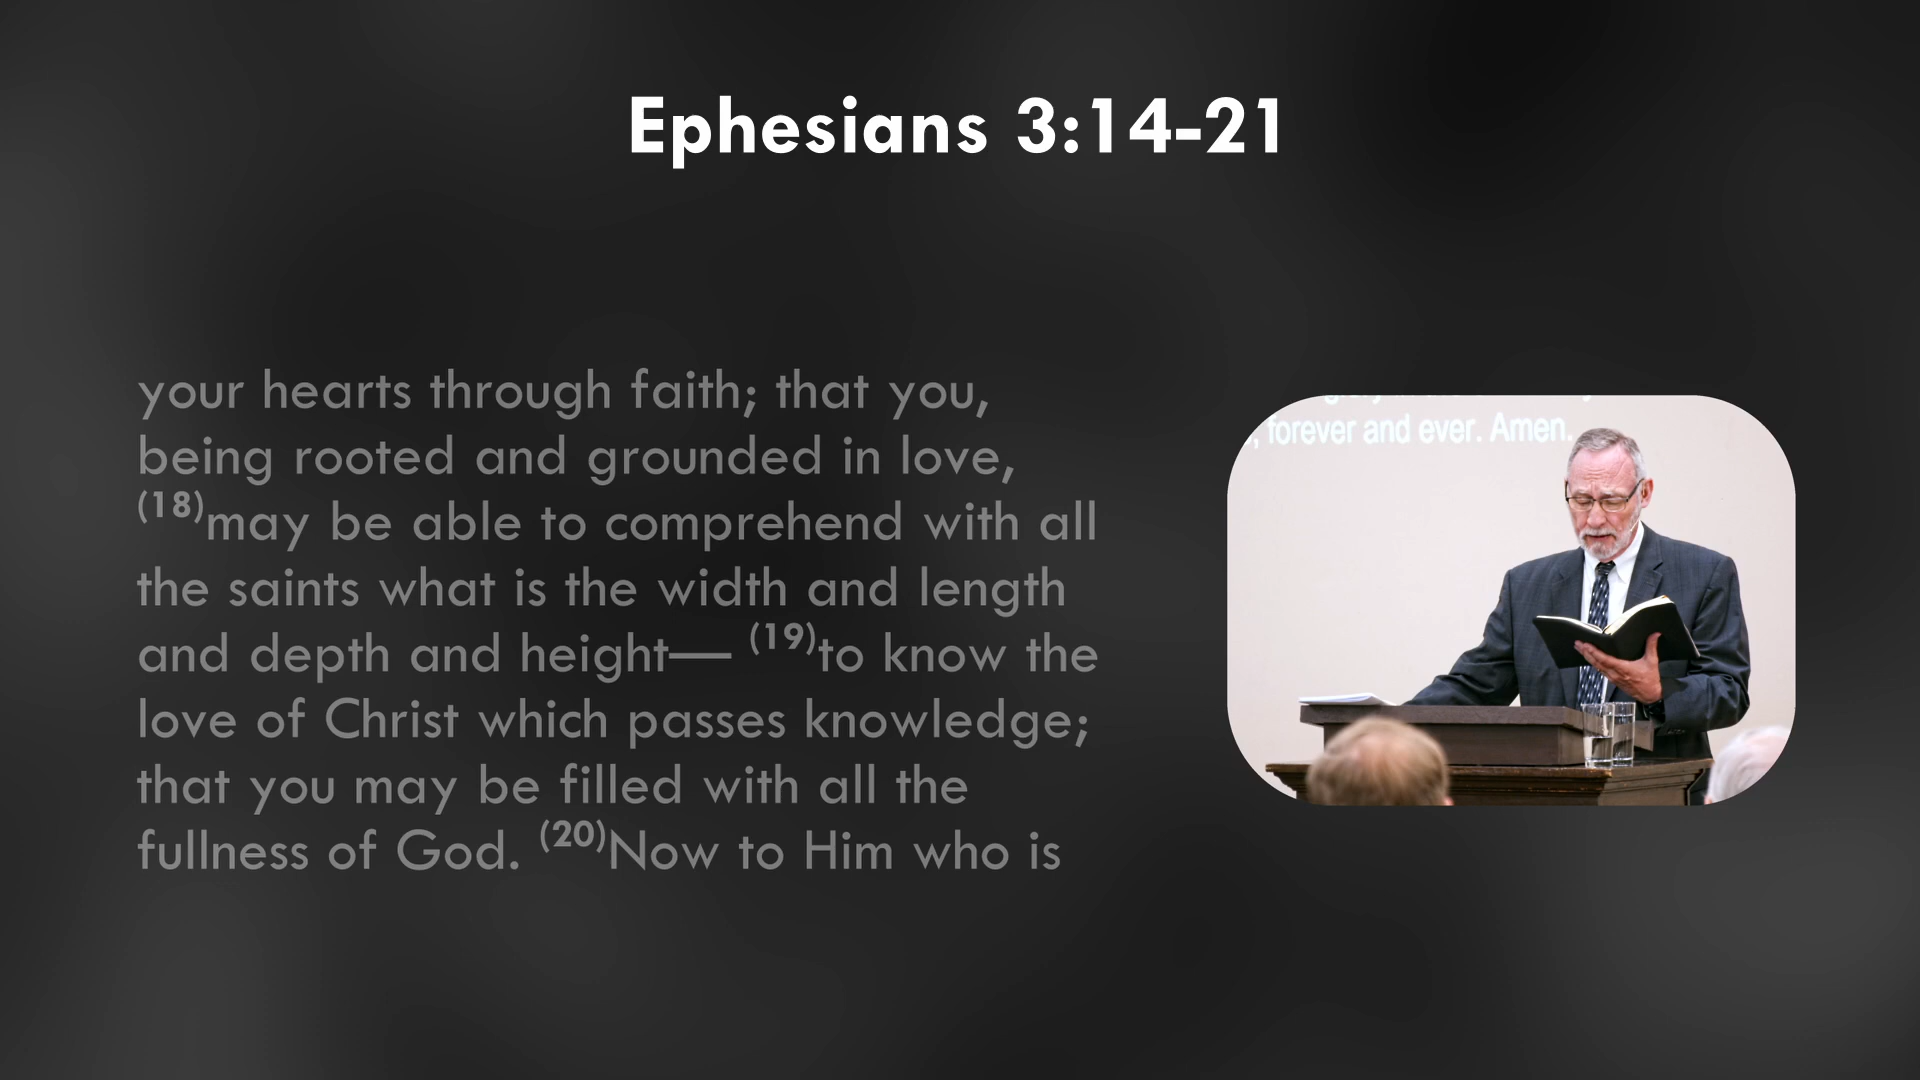 Ephesians 3:14-21
your hearts through faith; that you,
being rooted and grounded in love,
(18)may be able to comprehend with all
the saints what is the width and length
and depth and height— (19)to know the
love of Christ which passes knowledge;
that you may be filled with all the
fullness of God. (20)Now to Him who is
forever and ever. Amen.